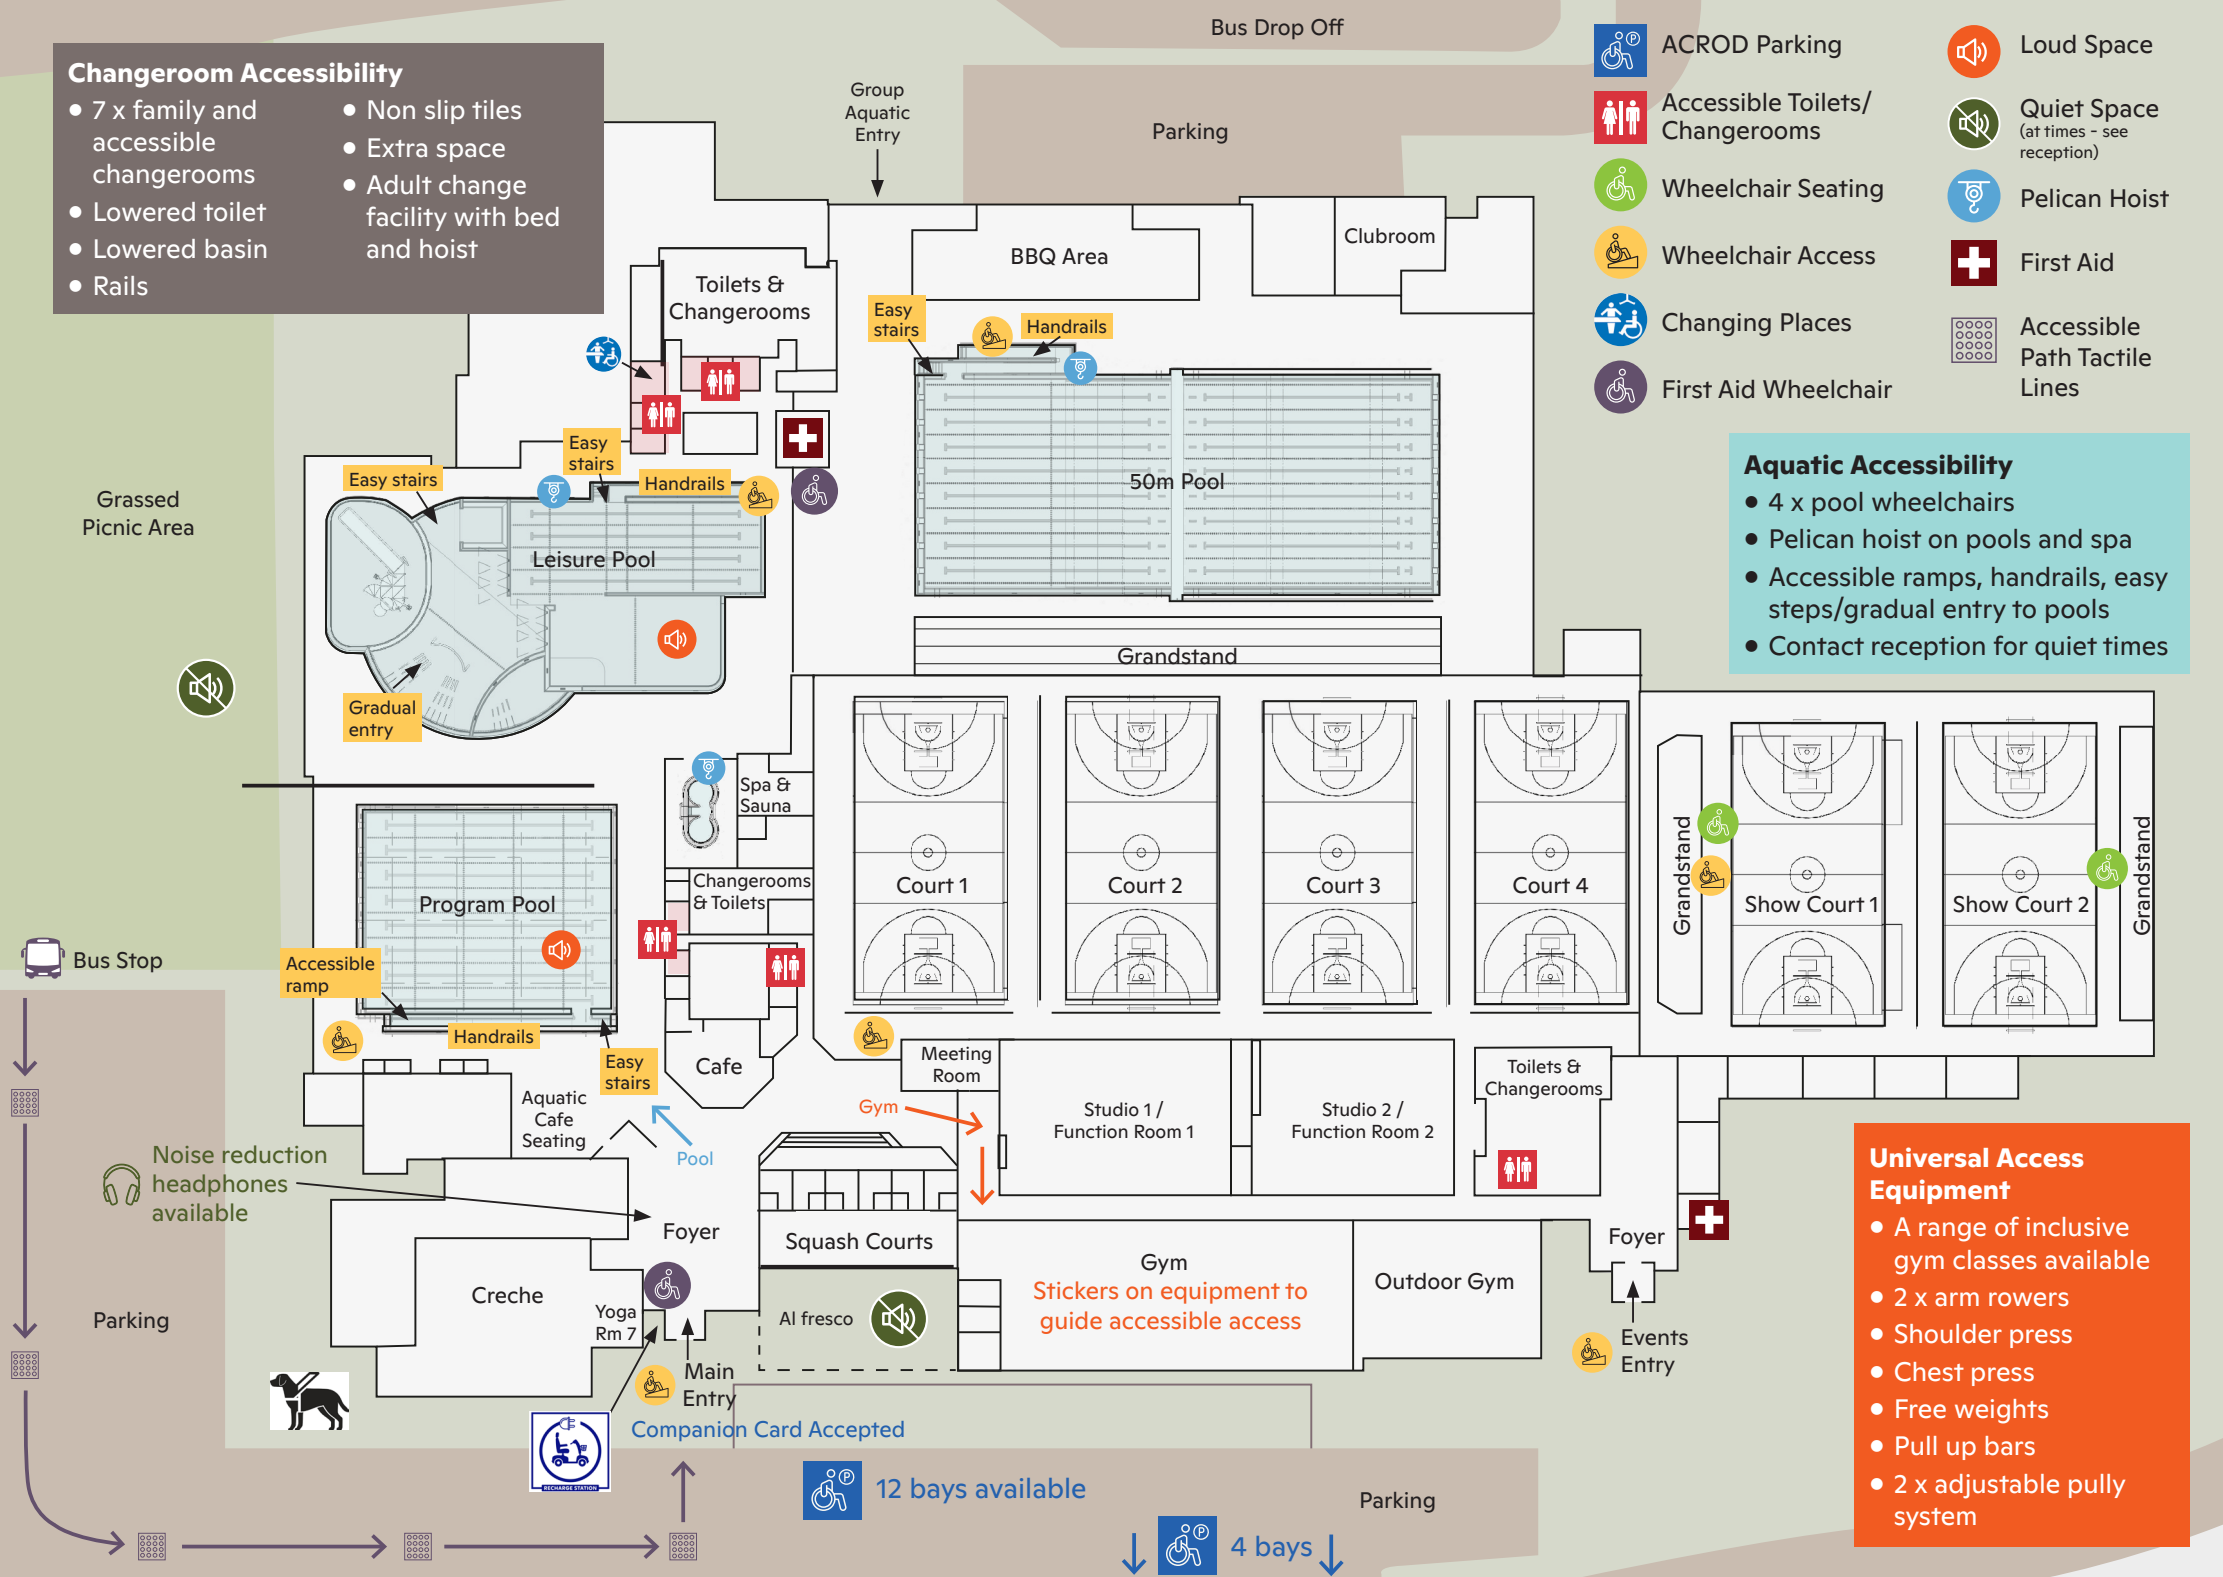 Bus Drop Off
Changeroom Accessibility
• 7 x family and
accessible
changerooms
• Lowered toilet
• Lowered basin
• Rails
• Non slip tiles
• Extra space
• Adult change
facility with bed
and hoist
Group
Aquatic
Entry
Parking
ACROD Parking
Accessible Toilets/
Changerooms
Wheelchair Seating
Wheelchair Access
Changing Places
First Aid Wheelchair
Loud Space
Quiet Space
(at times - see
reception)
Pelican Hoist
First Aid
Accessible
Path Tactile
Lines
Clubroom
BBQ Area
Toilets &
Changerooms
Easy
stairs
Handrails
Easy
stairs
Easy stairs
Handrails
50m Pool
Grassed
Picnic Area
Leisure Pool
Aquatic Accessibility
• 4 x pool wheelchairs
• Pelican hoist on pools and spa
• Accessible ramps, handrails, easy
steps/gradual entry to pools
• Contact reception for quiet times
Grandstand
Gradual
entry
Spa &
Sauna
Changerooms
& Toilets
Court 1
Court 2
Court 3
Court 4
Grandstand
Show Court 1
Show Court 2
Grandstand
Program Pool
Bus Stop
Accessible
ramp
Handrails
Easy
stairs
Cafe
Meeting
Room
Toilets &
Changerooms
Aquatic
Cafe
Seating
Gym
Studio 1 /
Function Room 1
Studio 2 /
Function Room 2
Pool
Noise reduction
headphones
available
Foyer
Squash Courts
Foyer
Gym
Stickers on equipment to
guide accessible access
Outdoor Gym
Creche
Yoga
Rm 7
Al fresco
Parking
Main
Entry
Events
Entry
Universal Access
Equipment
• A range of inclusive
gym classes available
• 2 x arm rowers
• Shoulder press
• Chest press
• Free weights
• Pull up bars
• 2 x adjustable pully
system
Companion Card Accepted
RECHARGE STATION
P
12 bays available
Parking
P
4 bays